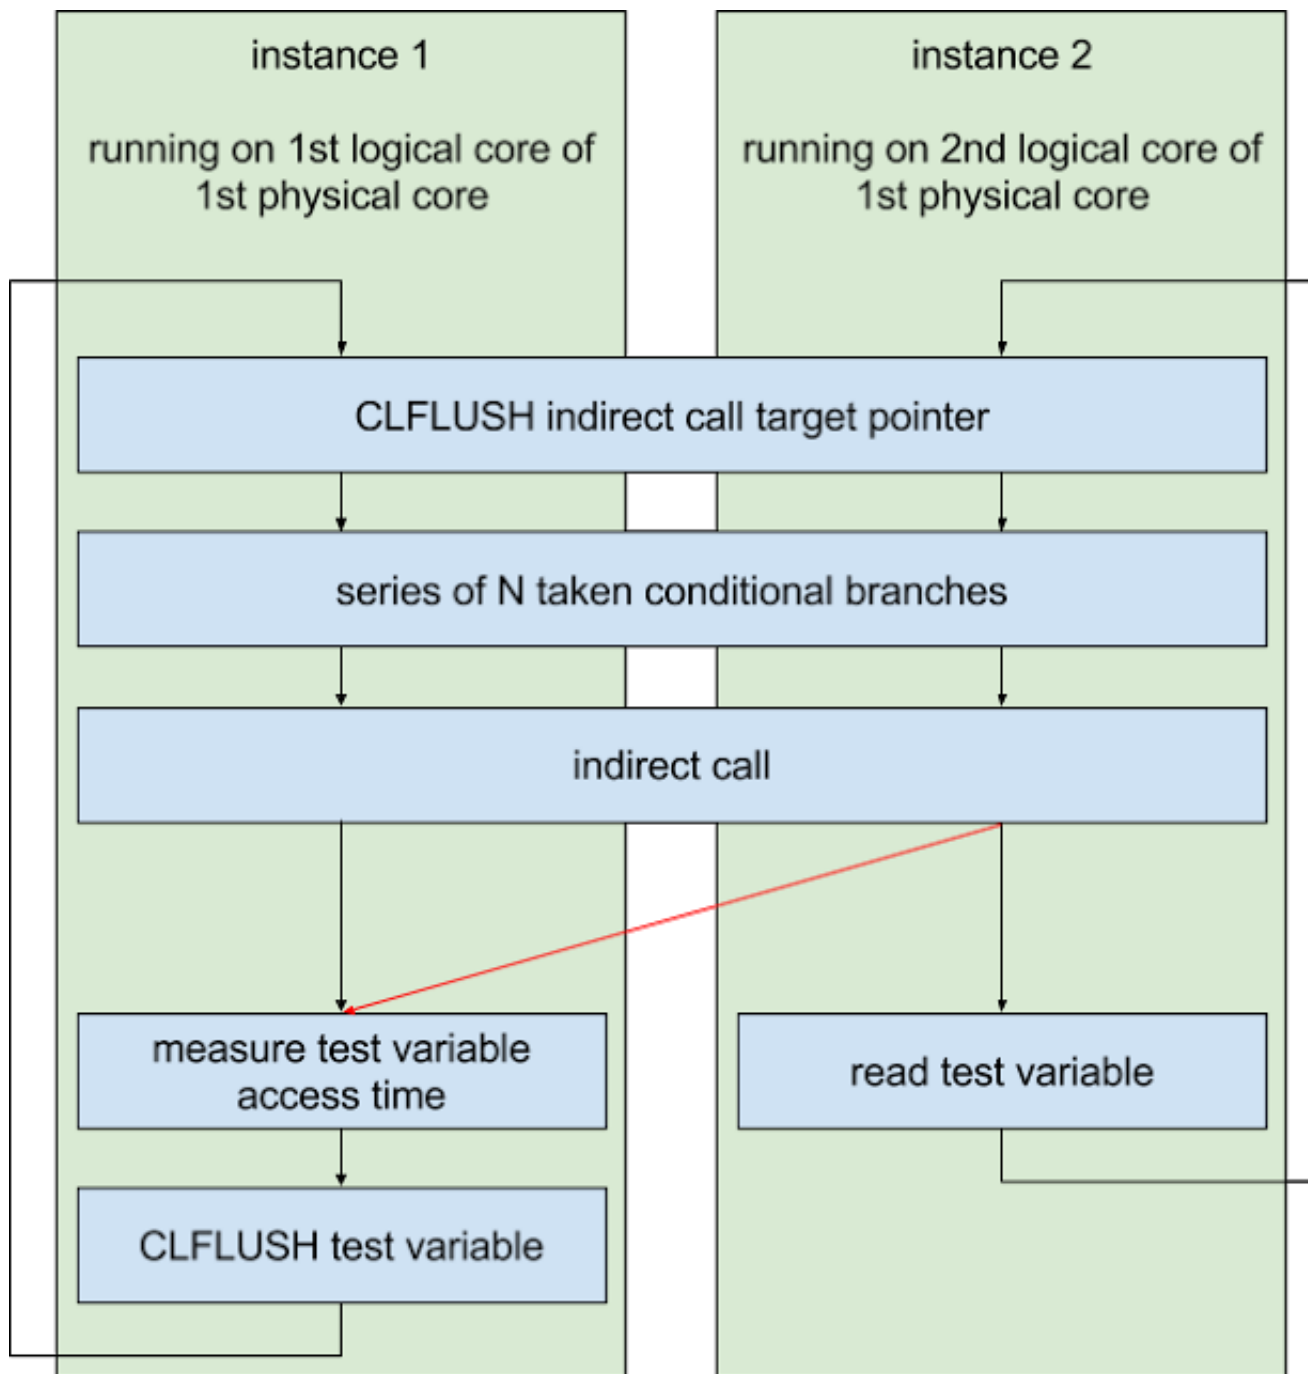 instance 1
running on 1st logical core of
1st physical core
instance 2
running on 2nd logical core of
1st physical core
CLFLUSH indirect call target pointer
series of N taken conditional branches
indirect call
measure test variable
access time
read test variable
CLFLUSH test variable